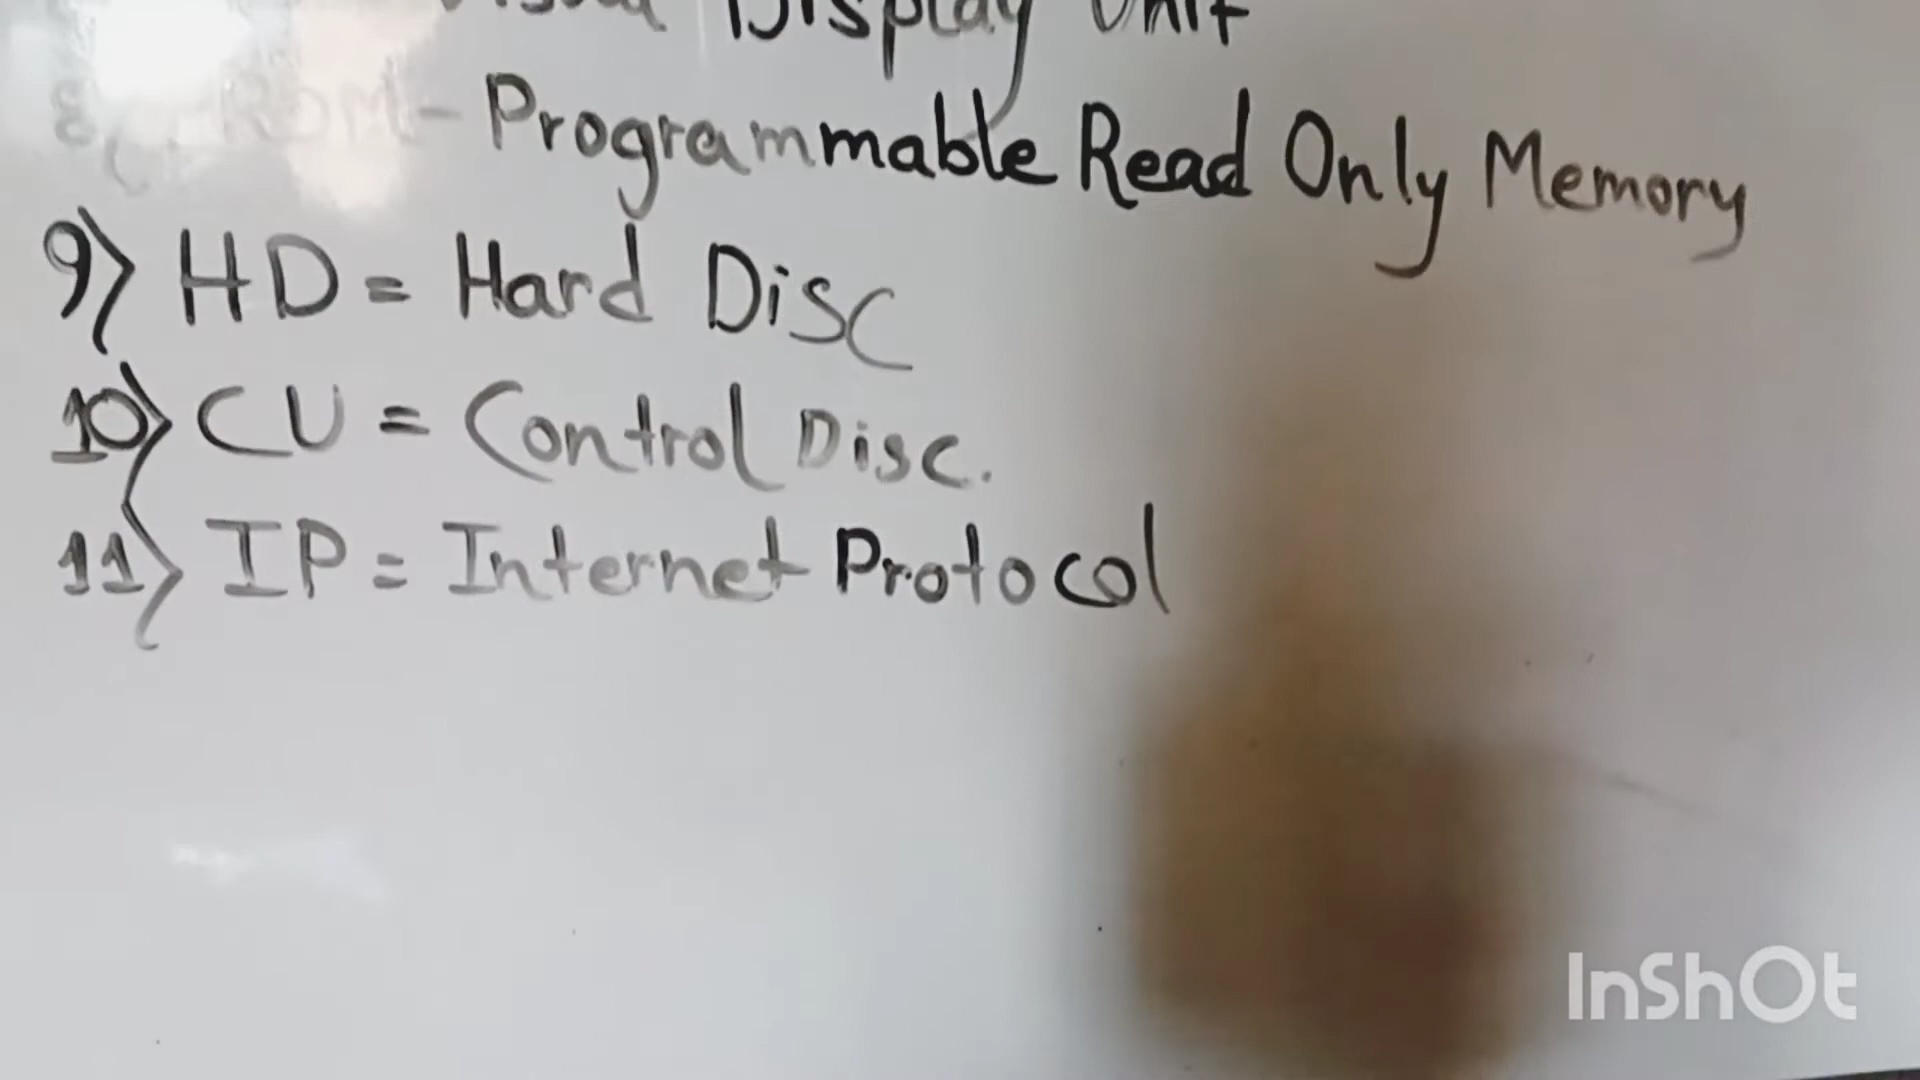 Display Unit
ROM - Programmable Read Only Memory
9) HD = Hard Disc
10) CU = Control Disc.
11) IP = Internet Protocol
InShOt